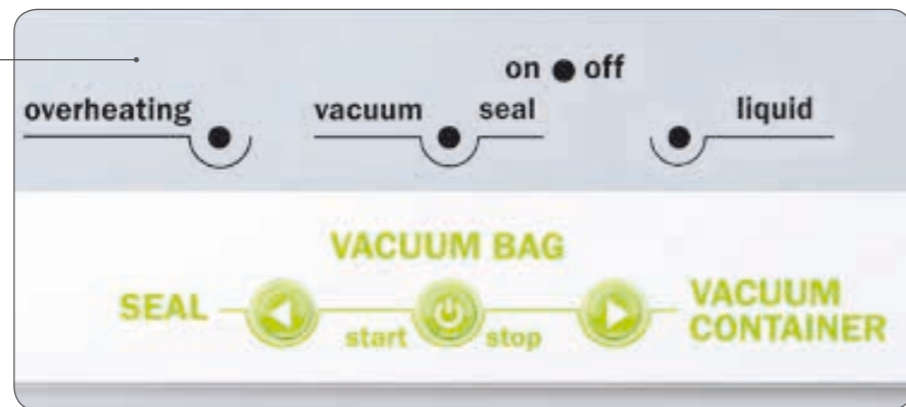 on off
overheating vacuum seal liquid
VACUUM BAG
SEAL
start stop
VACUUM
CONTAINER